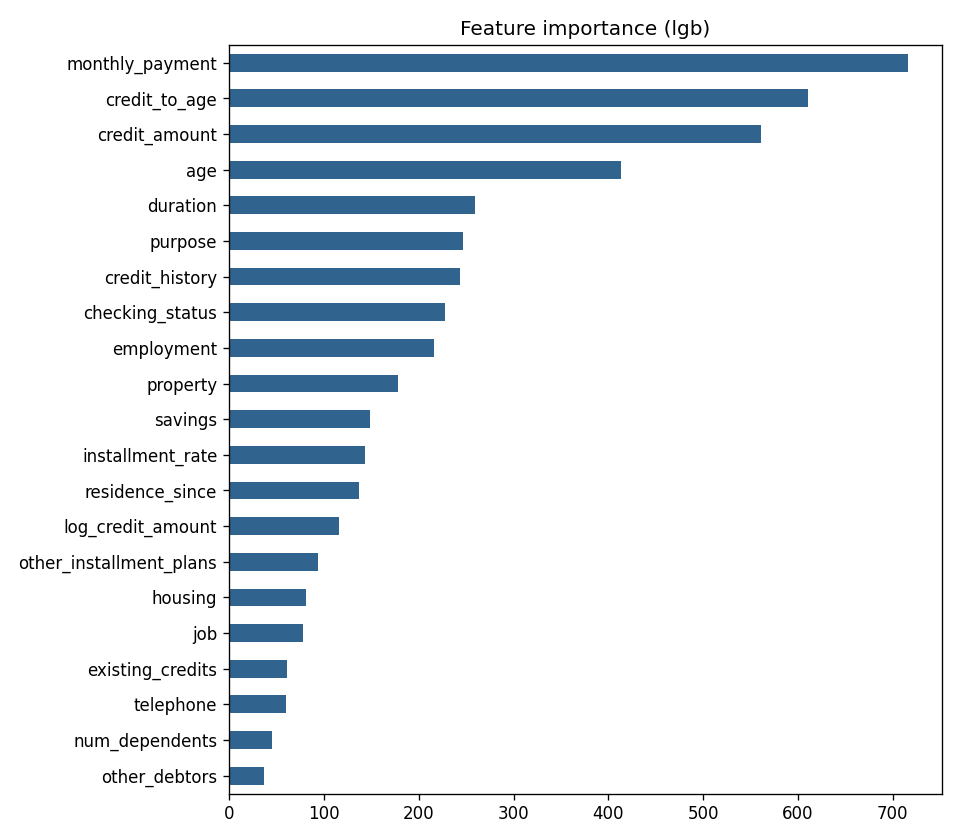 Feature importance (lgb)
monthly_payment
credit_to_age
credit_amount
age
duration
purpose
credit_history
checking_status
employment
property
savings
installment_rate
residence_since
log_credit_amount
other_installment_plans
housing
job
existing_credits
telephone
num_dependents
other_debtors
0 100 200 300 400 500 600 700